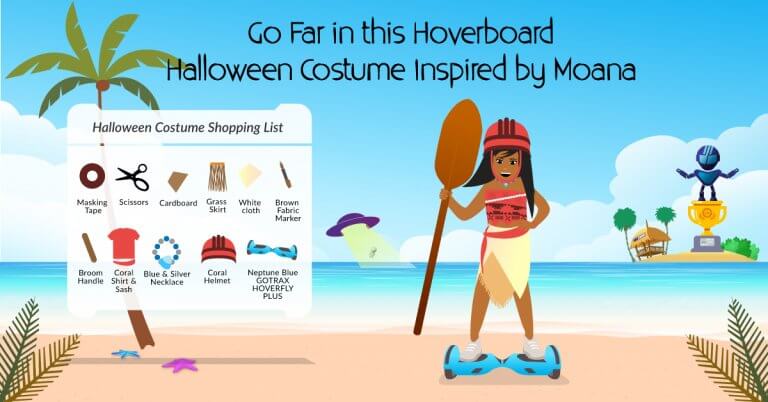 Go Far in this Hoverboard
Halloween Costume Inspired by Moana
Halloween Costume Shopping List
Masking
Tape
Scissors
Cardboard
Grass
Skirt
White
cloth
Brown
Fabric
Marker
Broom
Handle
Coral
Shirt &
Sash
Blue & Silver
Necklace
Coral
Helmet
Neptune Blue
GOTRAX
HOVERFLY
PLUS